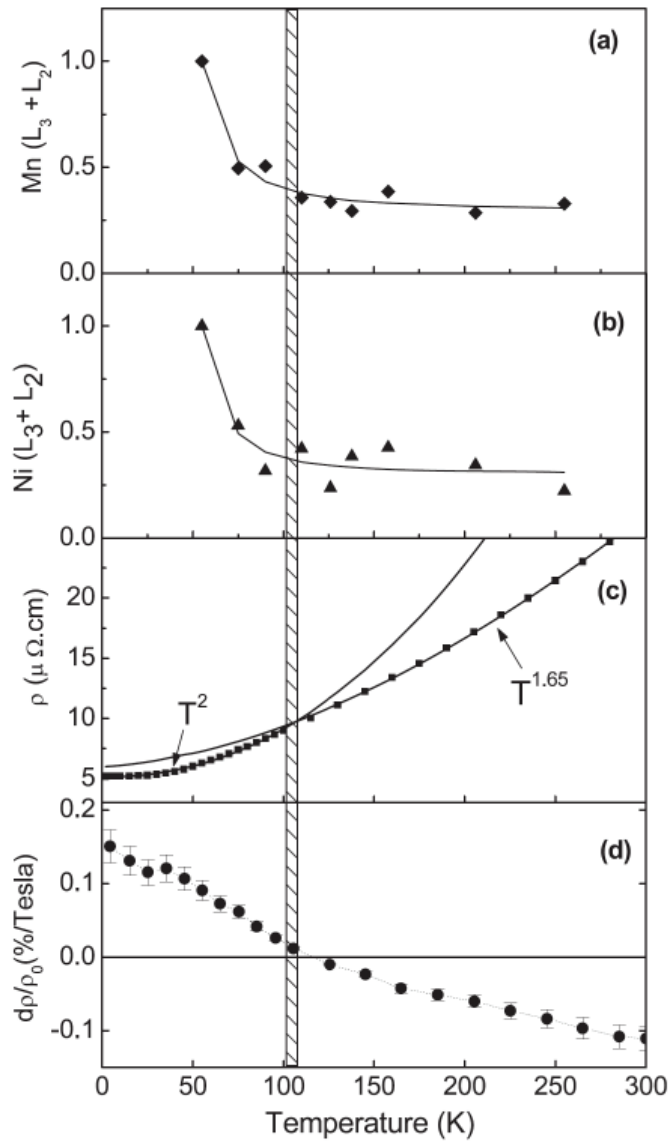 (a)
Mn (L₃ + L₂)
1.0
0.5
0.0
(b)
Ni (L₃+ L₂)
1.0
0.5
0.0
(c)
ρ (μ Ω.cm)
20
15
10
5
T²
T^1.65
(d)
dρ/ρ₀(%/Tesla)
0.2
0.1
0.0
-0.1
0 50 100 150 200 250 300
Temperature (K)